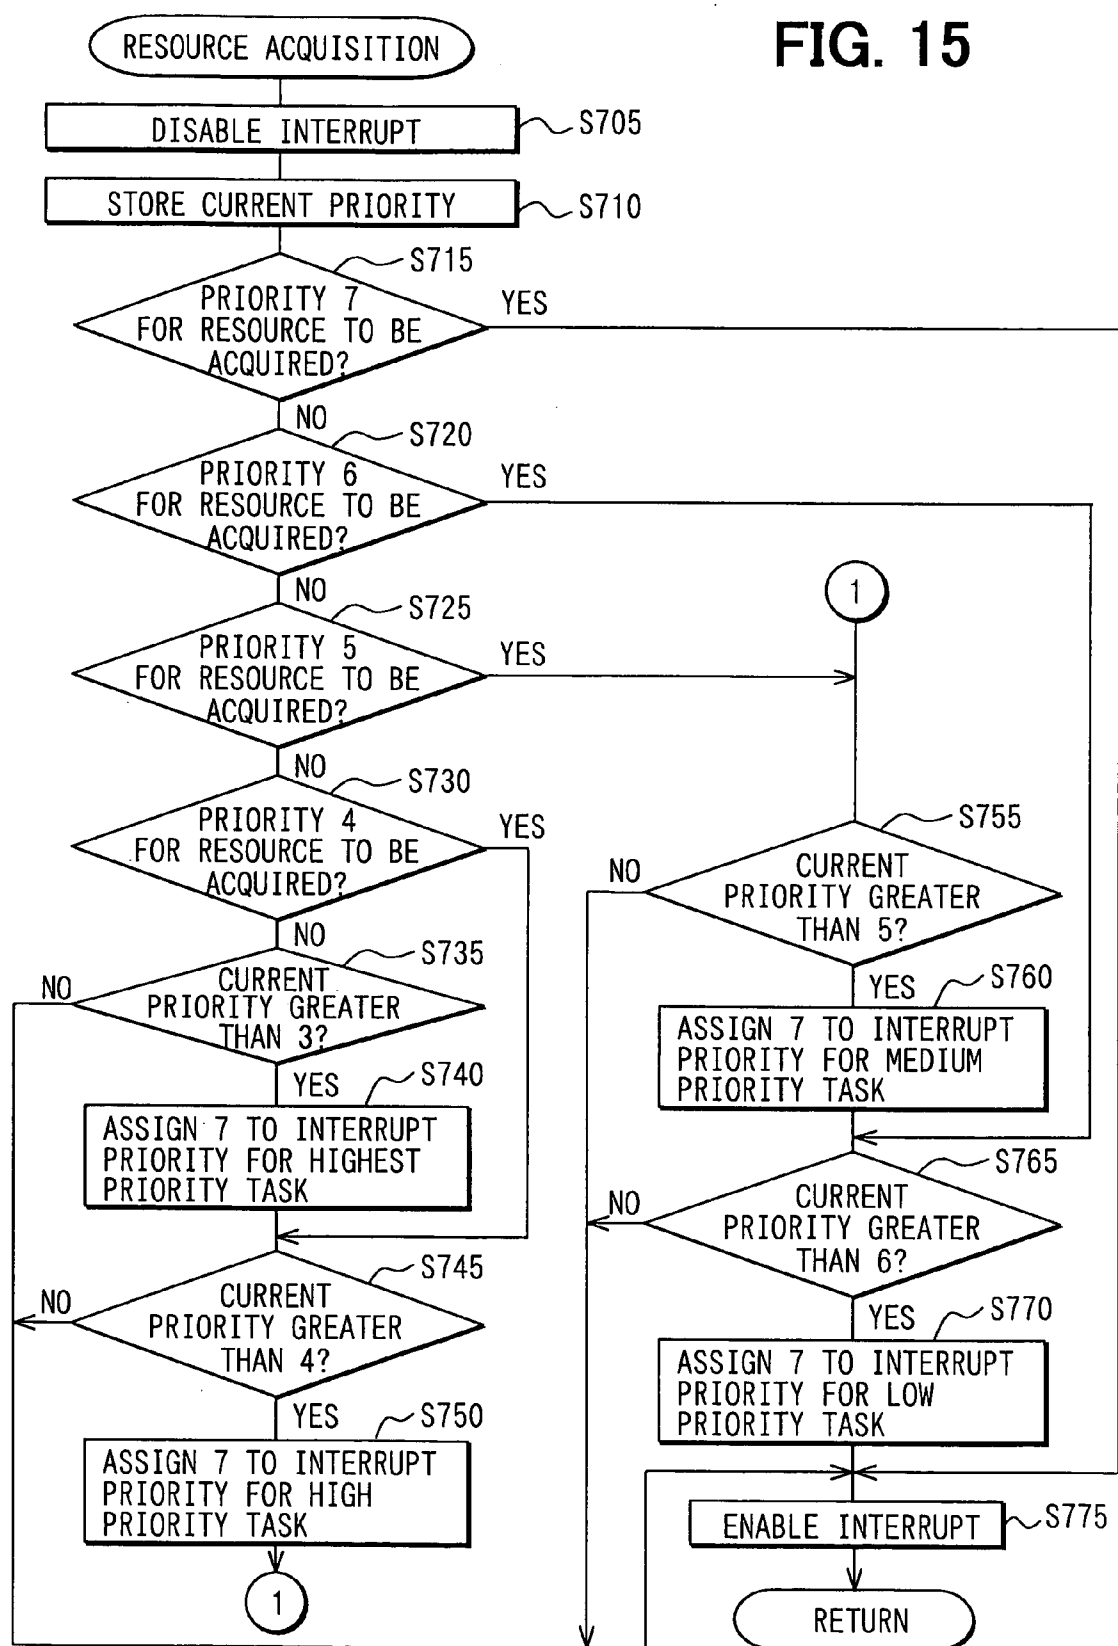 FIG. 15
RESOURCE ACQUISITION
DISABLE INTERRUPT
S705
STORE CURRENT PRIORITY
S710
S715
PRIORITY 7
FOR RESOURCE TO BE
ACQUIRED?
YES
NO
S720
PRIORITY 6
FOR RESOURCE TO BE
ACQUIRED?
YES
NO
S725
PRIORITY 5
FOR RESOURCE TO BE
ACQUIRED?
YES
NO
S730
PRIORITY 4
FOR RESOURCE TO BE
ACQUIRED?
YES
NO
S735
CURRENT
PRIORITY GREATER
THAN 3?
NO
YES
S740
ASSIGN 7 TO INTERRUPT
PRIORITY FOR HIGHEST
PRIORITY TASK
S745
CURRENT
PRIORITY GREATER
THAN 4?
NO
YES
S750
ASSIGN 7 TO INTERRUPT
PRIORITY FOR HIGH
PRIORITY TASK
1
1
S755
CURRENT
PRIORITY GREATER
THAN 5?
NO
YES
S760
ASSIGN 7 TO INTERRUPT
PRIORITY FOR MEDIUM
PRIORITY TASK
S765
CURRENT
PRIORITY GREATER
THAN 6?
NO
YES
S770
ASSIGN 7 TO INTERRUPT
PRIORITY FOR LOW
PRIORITY TASK
ENABLE INTERRUPT
S775
RETURN